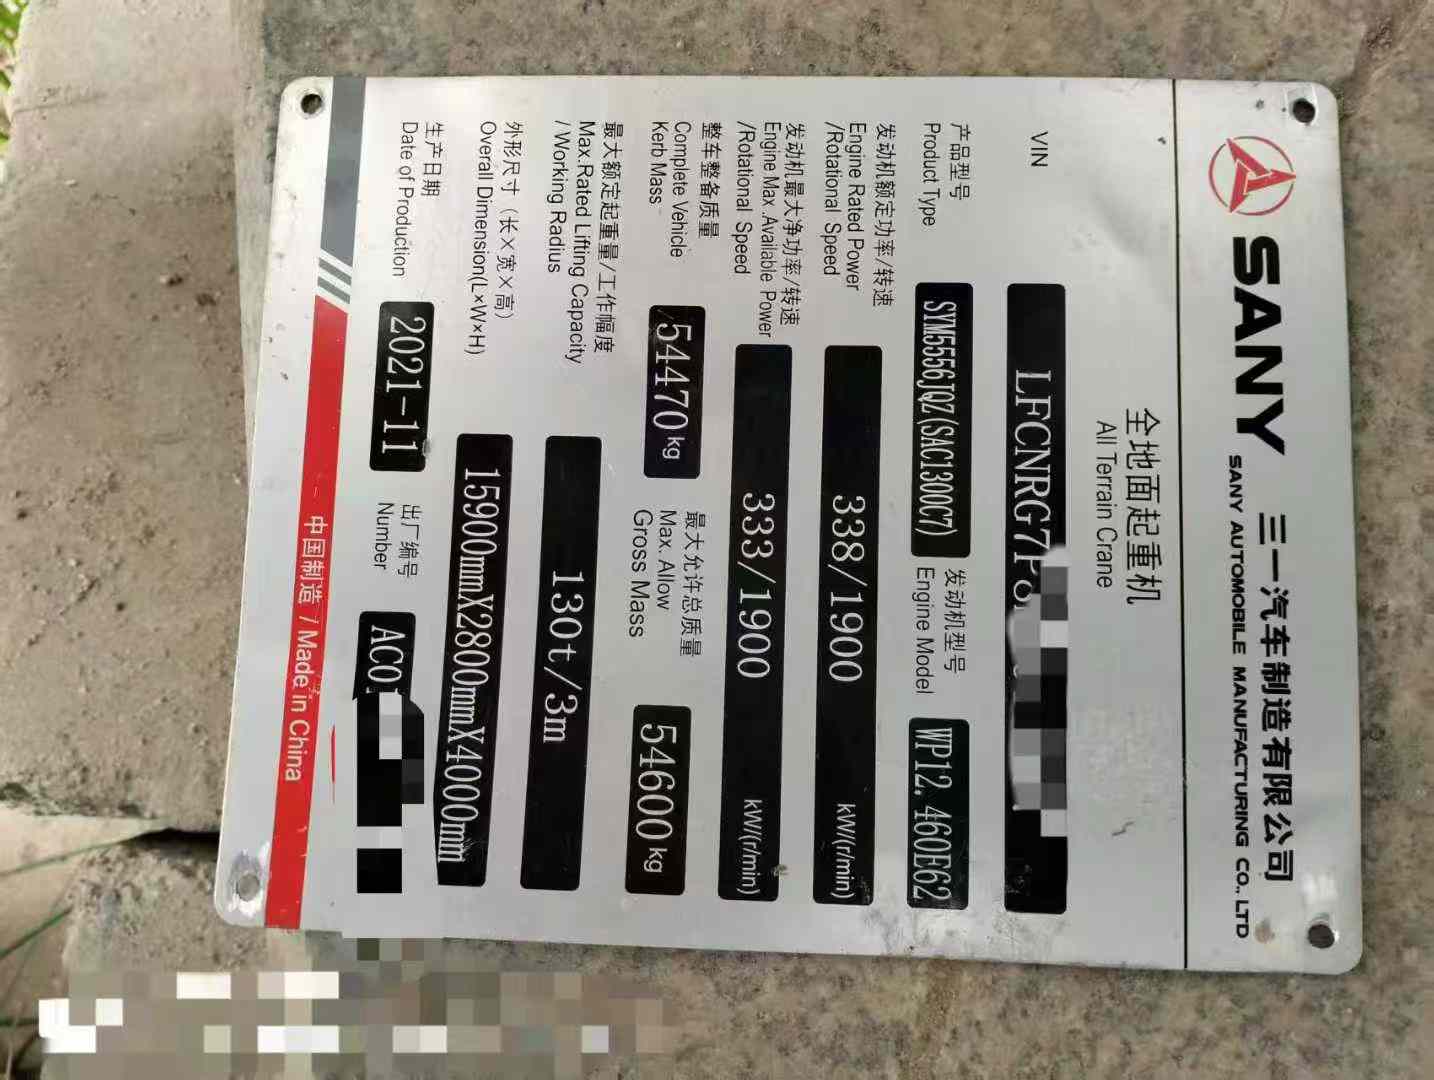 SANY 三一汽车制造有限公司
SANY AUTOMOBILE MANUFACTURING CO., LTD
全地面起重机
All Terrain Crane
VIN LFCNRG7P
产品型号
Product Type
SYM5556JQZ(SAC1300C7)
发动机型号
Engine Model
WP12.460E62
发动机额定功率/转速
Engine Rated Power
/Rotational Speed
338/1900 kW/(r/min)
发动机最大净功率/转速
Engine Max .Available Power
/Rotational Speed
333/1900 kW/(r/min)
整车整备质量
Complete Vehicle
Kerb Mass
54470 kg
最大允许总质量
Max. Allow
Gross Mass
54600 kg
最大额定起重量/工作幅度
Max.Rated Lifting Capacity
/ Working Radius
130t/3m
外形尺寸（长×宽×高）
Overall Dimension(L×W×H)
15900mmX2800mmX4000mm
生产日期
Date of Production
2021-11
出厂编号
Number
AC0
中国制造 / Made in China